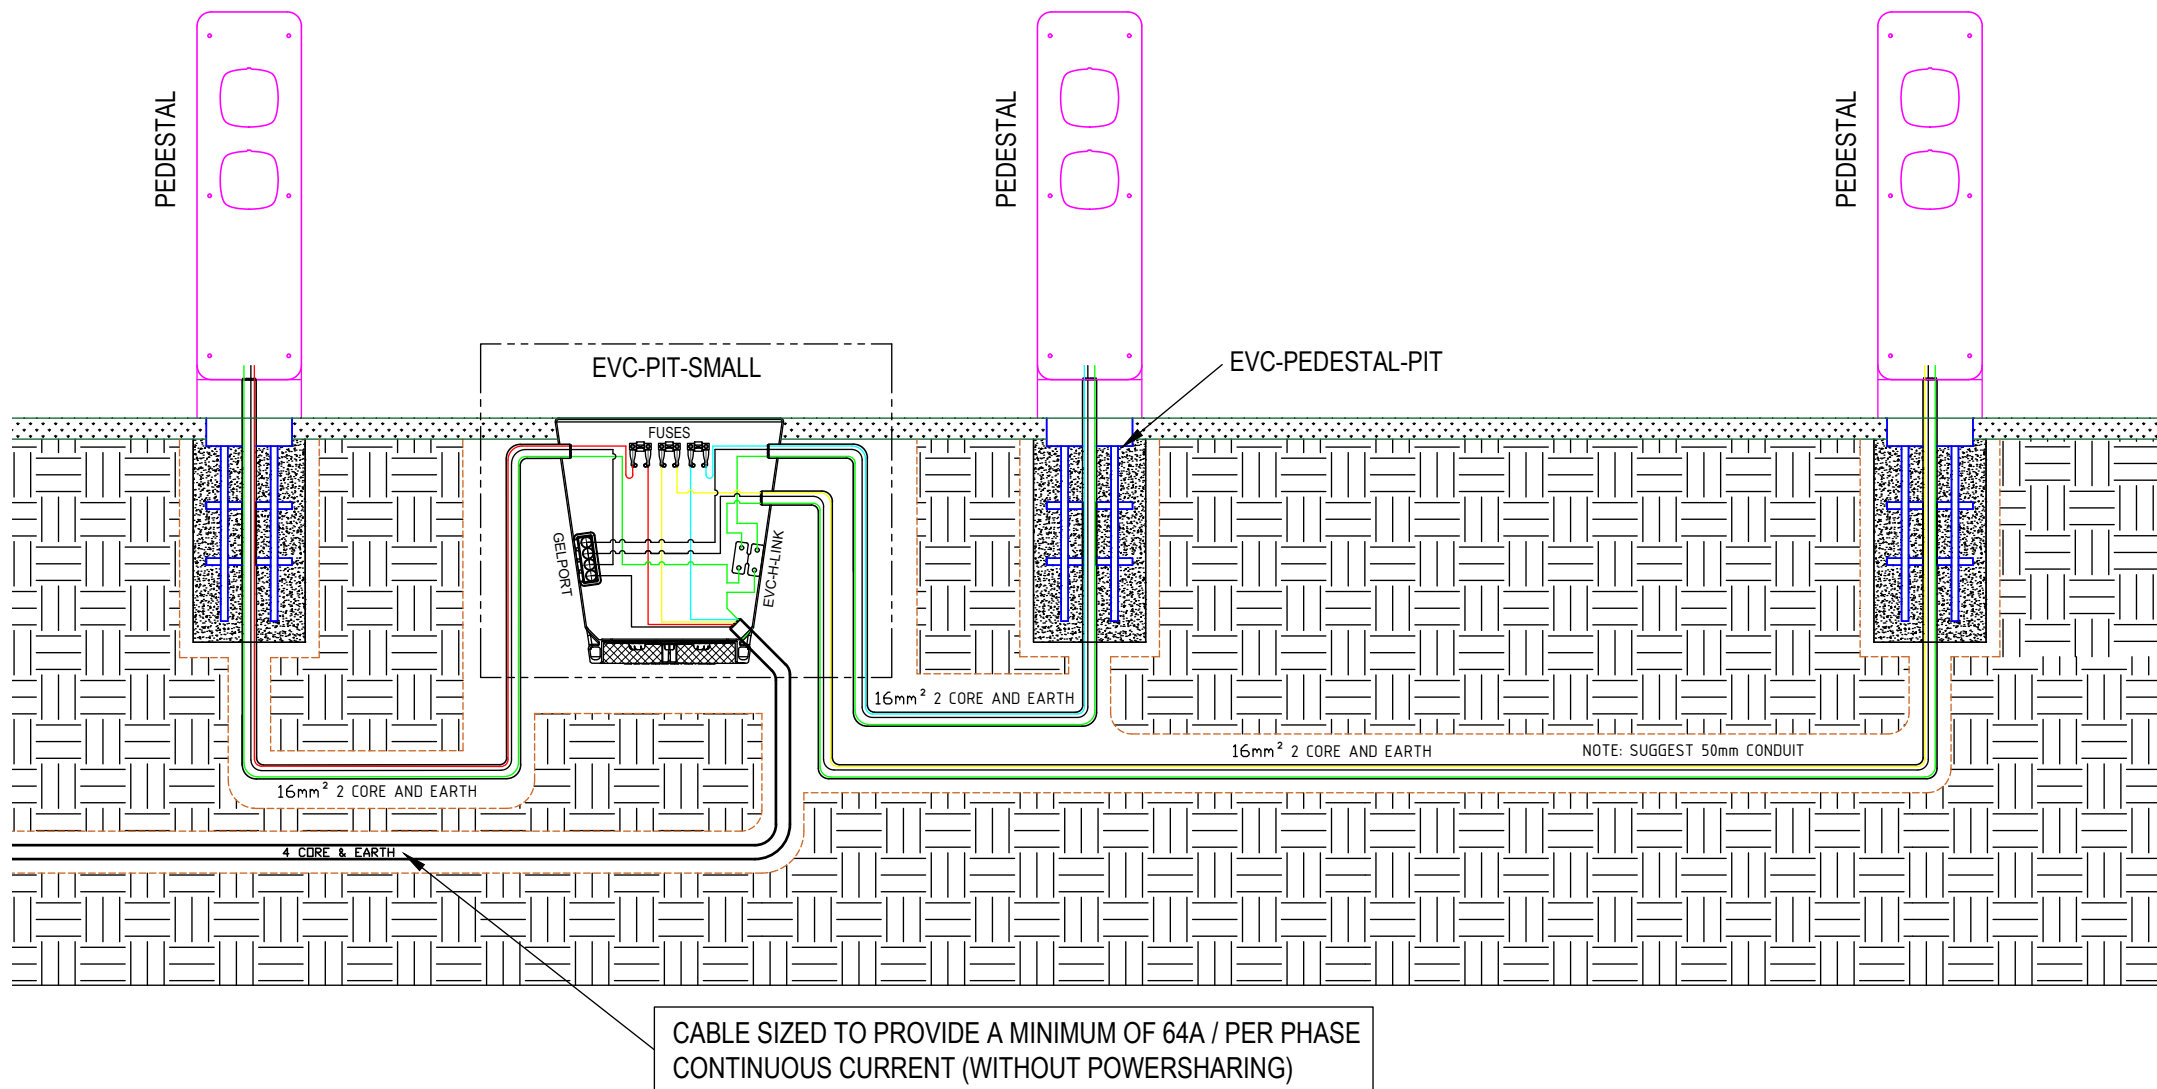 PEDESTAL
PEDESTAL
PEDESTAL
EVC-PIT-SMALL
EVC-PEDESTAL-PIT
FUSES
GELPORT
EVC-H-LINK
16mm² 2 CORE AND EARTH
16mm² 2 CORE AND EARTH
NOTE: SUGGEST 50mm CONDUIT
16mm² 2 CORE AND EARTH
4 CORE & EARTH
CABLE SIZED TO PROVIDE A MINIMUM OF 64A / PER PHASE
CONTINUOUS CURRENT (WITHOUT POWERSHARING)